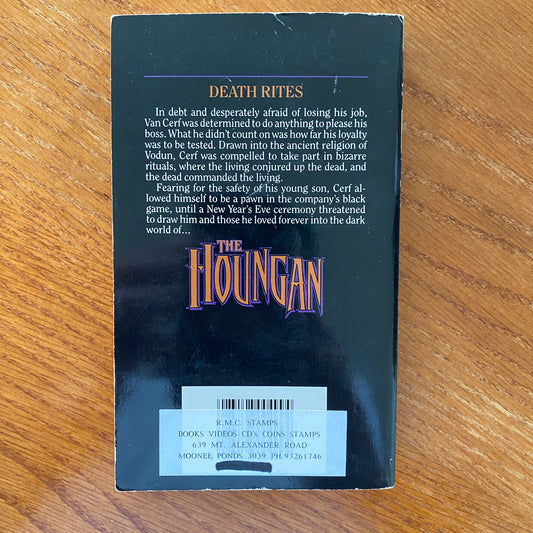 DEATH RITES
In debt and desperately afraid of losing his job,
Van Cerf was determined to do anything to please his
boss. What he didn't count on was how far his loyalty
was to be tested. Drawn into the ancient religion of
Vodun, Cerf was compelled to take part in bizarre
rituals, where the living conjured up the dead, and
the dead commanded the living.
Fearing for the safety of his young son, Cerf al-
lowed himself to be a pawn in the company's black
game, until a New Year's Eve ceremony threatened
to draw him and those he loved forever into the dark
world of...
THE
HOUNGAN
R.M.C. STAMPS
BOOKS VIDEOS CD's COINS STAMPS
639 MT. ALEXANDER ROAD
MOONEE PONDS 3039 PH.93261746